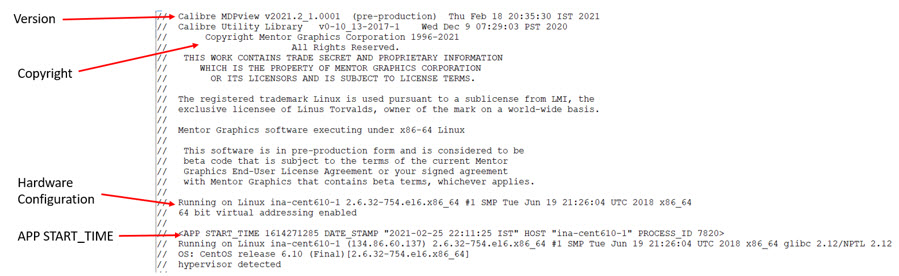 Version
Copyright
Hardware
Configuration
APP START_TIME
// Calibre MDPview v2021.2_1.0001 (pre-production) Thu Feb 18 20:35:30 IST 2021
// Calibre Utility Library v0-10_13-2017-1 Wed Dec 9 07:29:03 PST 2020
// Copyright Mentor Graphics Corporation 1996-2021
// All Rights Reserved.
// THIS WORK CONTAINS TRADE SECRET AND PROPRIETARY INFORMATION
// WHICH IS THE PROPERTY OF MENTOR GRAPHICS CORPORATION
// OR ITS LICENSORS AND IS SUBJECT TO LICENSE TERMS.
//
// The registered trademark Linux is used pursuant to a sublicense from LMI, the
// exclusive licensee of Linus Torvalds, owner of the mark on a world-wide basis.
//
// Mentor Graphics software executing under x86-64 Linux
//
// This software is in pre-production form and is considered to be
// beta code that is subject to the terms of the current Mentor
// Graphics End-User License Agreement or your signed agreement
// with Mentor Graphics that contains beta terms, whichever applies.
//
// Running on Linux ina-cent610-1 2.6.32-754.el6.x86_64 #1 SMP Tue Jun 19 21:26:04 UTC 2018 x86_64
// 64 bit virtual addressing enabled
//
// <APP START_TIME 1614271285 DATE_STAMP "2021-02-25 22:11:25 IST" HOST "ina-cent610-1" PROCESS_ID 7820>
// Running on Linux ina-cent610-1 (134.86.60.137) 2.6.32-754.el6.x86_64 #1 SMP Tue Jun 19 21:26:04 UTC 2018 x86_64 glibc 2.12/NPTL 2.12
// OS: CentOS release 6.10 (Final)[2.6.32-754.el6.x86_64]
// hypervisor detected
//